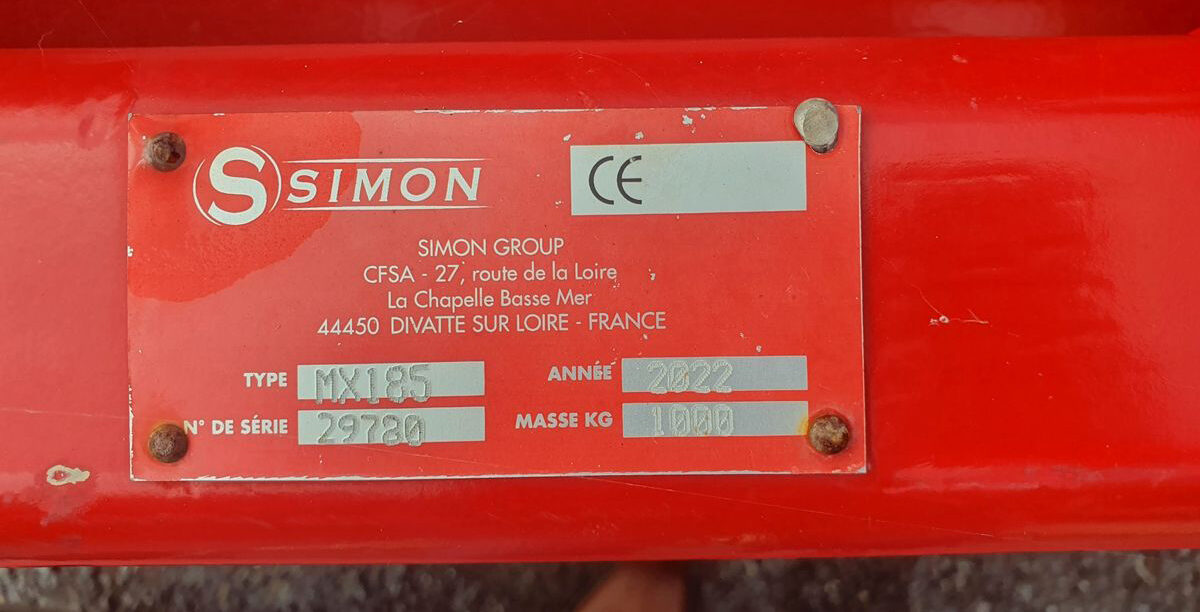 S SIMON
CE
SIMON GROUP
CFSA - 27, route de la Loire
La Chapelle Basse Mer
44450 DIVATTE SUR LOIRE - FRANCE
TYPE MX185 ANNÉE 2022
N° DE SÉRIE 29780 MASSE KG 1000